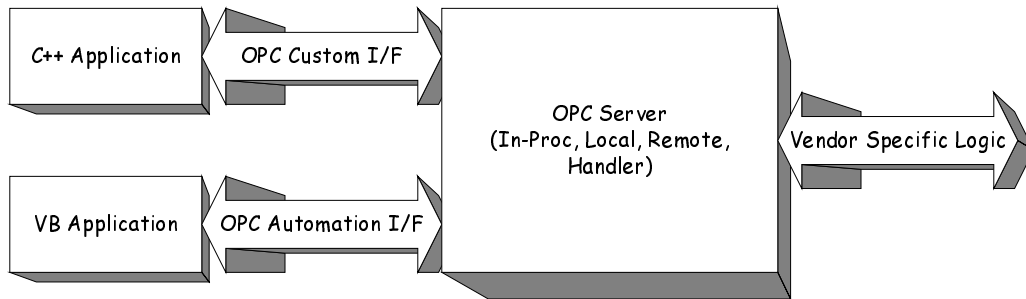 C++ Application
OPC Custom I/F
OPC Server
(In-Proc, Local, Remote,
Handler)
Vendor Specific Logic
VB Application
OPC Automation I/F